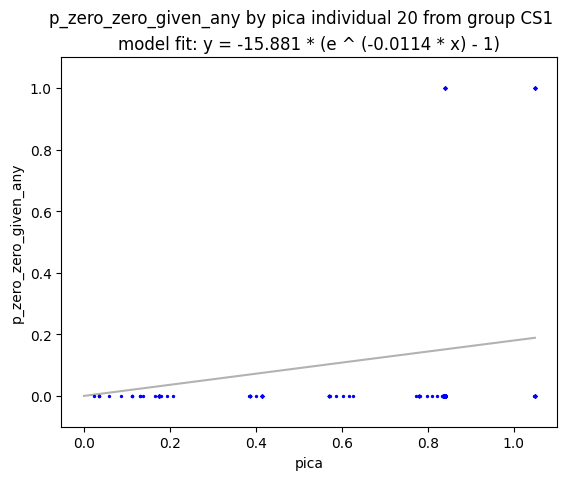 p_zero_zero_given_any by pica individual 20 from group CS1
model fit: y = -15.881 * (e ^ (-0.0114 * x) - 1)
1.0
0.8
0.6
0.4
0.2
0.0
p_zero_zero_given_any
0.0 0.2 0.4 0.6 0.8 1.0
pica